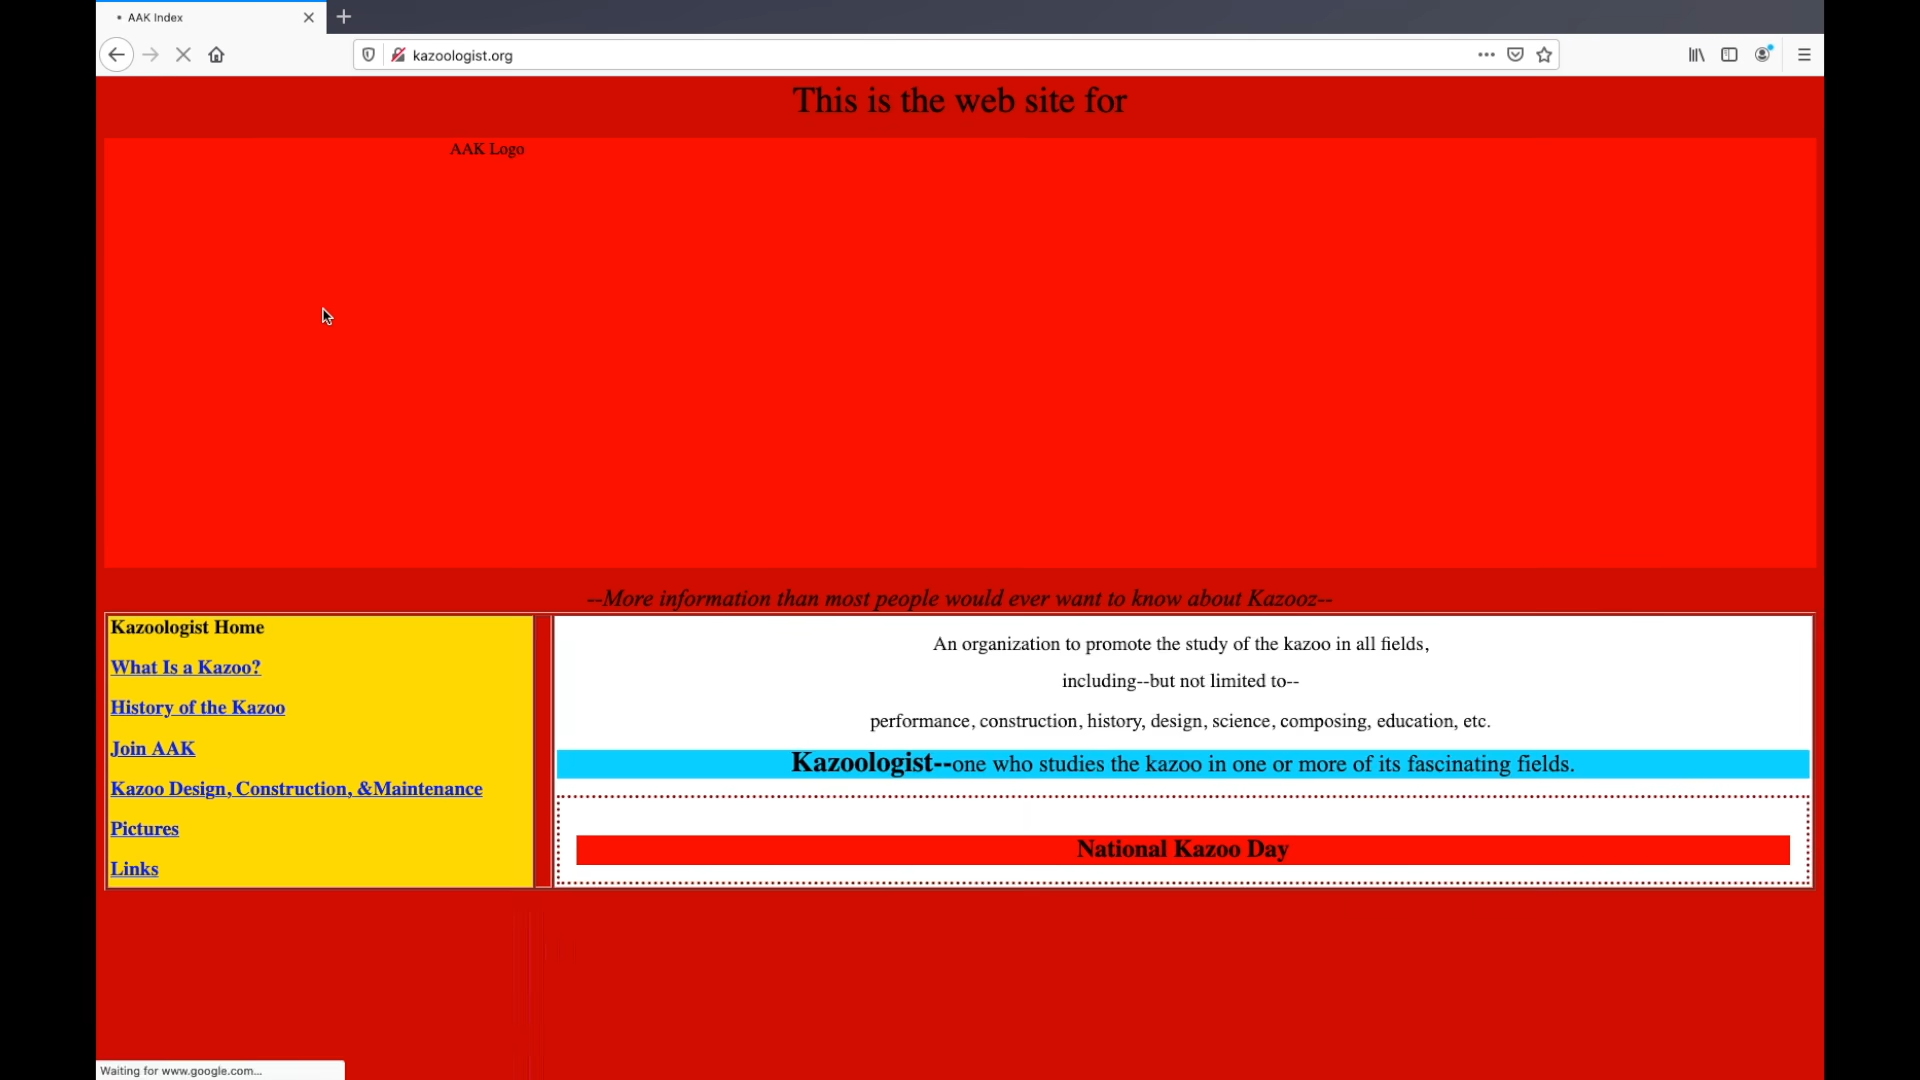 AAK Index
kazoologist.org
This is the web site for
AAK Logo
--More information than most people would ever want to know about Kazooz--
Kazoologist Home
What Is a Kazoo?
History of the Kazoo
Join AAK
Kazoo Design, Construction, &Maintenance
Pictures
Links
An organization to promote the study of the kazoo in all fields,
including--but not limited to--
performance, construction, history, design, science, composing, education, etc.
Kazoologist--one who studies the kazoo in one or more of its fascinating fields.
National Kazoo Day
Waiting for www.google.com...